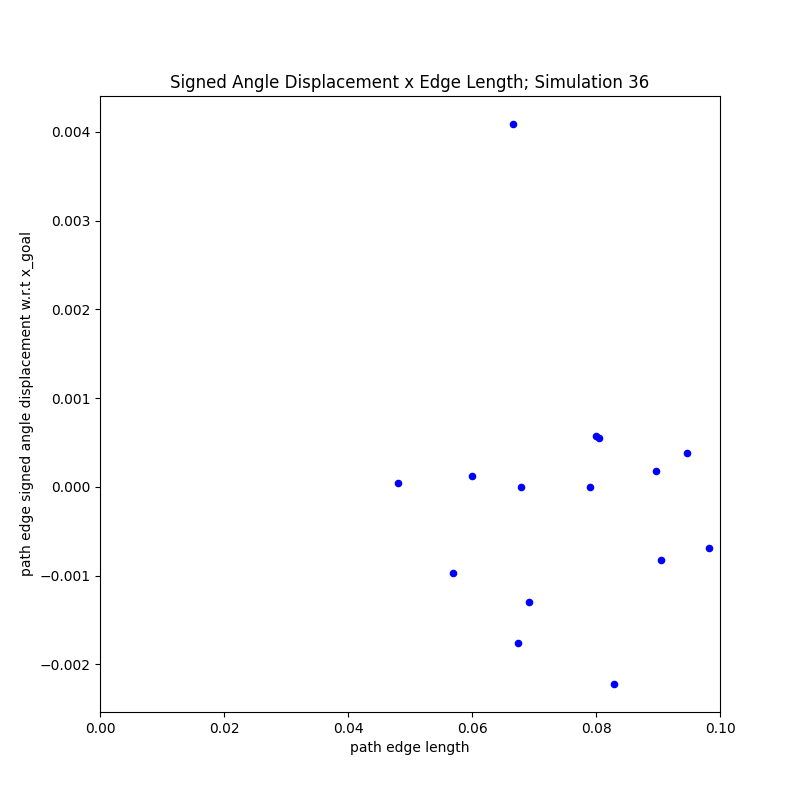 Signed Angle Displacement x Edge Length; Simulation 36
0.004
0.003
0.002
0.001
0.000
−0.001
−0.002
path edge signed angle displacement w.r.t x_goal
0.00 0.02 0.04 0.06 0.08 0.10
path edge length